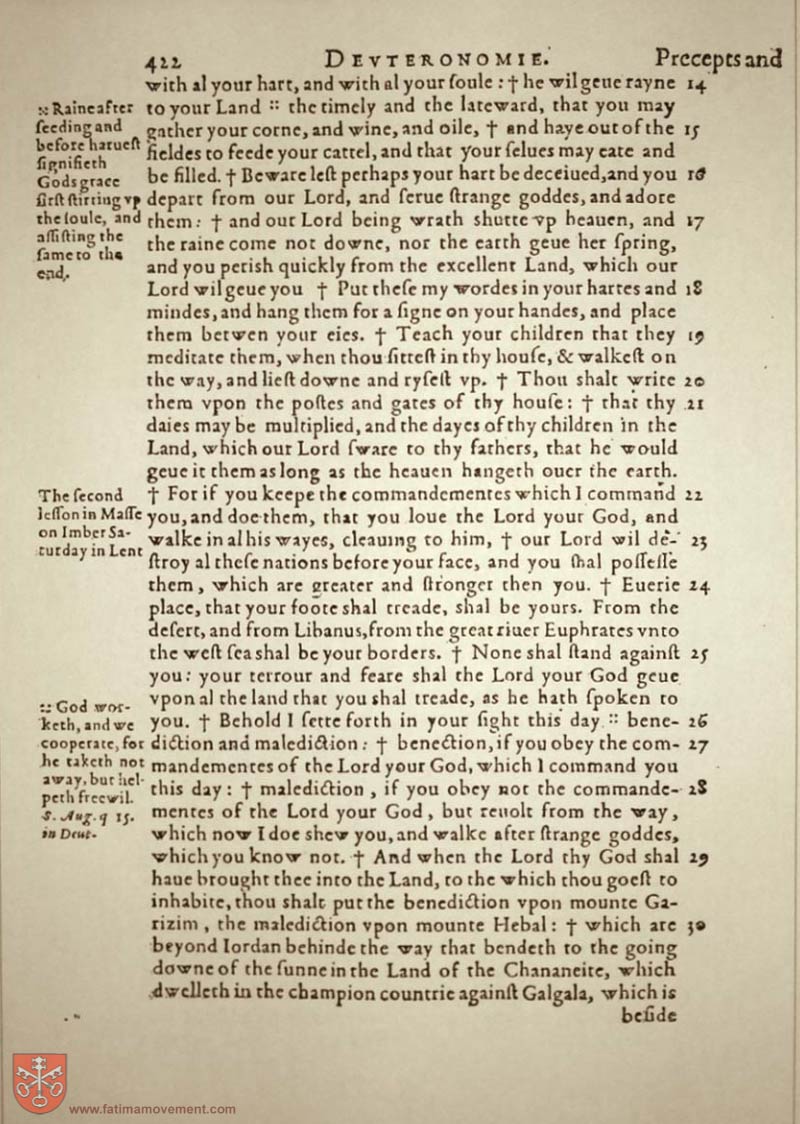 422 DEVTERONOMIE. Precepts and
with al your hart, and with al your ſoule : † he wil geue rayne 14
to your Land :: the timely and the lateward, that you may
gather your corne, and wine, and oile, † and haye out of the 15
fieldes to feede your cattel, and that your ſelues may eate and
be filled. † Beware leſt perhaps your hart be deceiued, and you 16
depart from our Lord, and ſerue ſtrange goddes, and adore
them: † and our Lord being wrath shutte vp heauen, and 17
the raine come not downe, nor the earth geue her ſpring,
and you perish quickly from the excellent Land, which our
Lord wil geue you † Put theſe my wordes in your hartes and 18
mindes, and hang them for a ſigne on your handes, and place
them betwen your eies. † Teach your children that they 19
meditate them, when thou ſitteſt in thy houſe, & walkeſt on
the way, and lieſt downe and ryſeſt vp. † Thou shalt write 20
them vpon the poſtes and gates of thy houſe: † that thy 21
daies may be multiplied, and the dayes of thy children in the
Land, which our Lord ſware to thy fathers, that he would
geue it them as long as the heauen hangeth ouer the earth.
† For if you keepe the commandementes which I command 22
you, and doe them, that you loue the Lord your God, and
walke in al his wayes, cleauing to him, † our Lord wil de- 23
ſtroy al theſe nations before your face, and you shal poſſeſſe
them, which are greater and ſtronger then you. † Euerie 24
place, that your foote shal treade, shal be yours. From the
deſert, and from Libanus, from the great riuer Euphrates vnto
the weſt ſea shal be your borders. † None shal ſtand againſt 25
you: your terrour and feare shal the Lord your God geue
vpon al the land that you shal treade, as he hath ſpoken to
you. † Behold I ſette forth in your ſight this day :: bene- 26
diction and malediction: † benection, if you obey the com- 27
mandementes of the Lord your God, which I command you
this day: † malediction, if you obey not the commande- 28
mentes of the Lord your God, but reuolt from the way,
which now I doe shew you, and walke after ſtrange goddes,
which you know not. † And when the Lord thy God shal 29
haue brought thee into the Land, to the which thou goeſt to
inhabite, thou shalt put the benediction vpon mounte Ga-
rizim, the malediction vpon mounte Hebal: † which are 30
beyond Iordan behinde the way that bendeth to the going
downe of the ſunne in the Land of the Chananeite, which
dwelleth in the champion countrie againſt Galgala, which is
beſide
:: Raine after
ſeeding and
before harueſt
ſignifieth
Gods grace
firſt ſtirring vp
the ſoule, and
aſſiſting the
ſame to the
end.
The ſecond
leſſon in Maſſe
on Imber Sa-
turday in Lent
:: God wor-
keth, and we
cooperate, for
he taketh not
away, but hel-
peth freewil.
S. Aug. q 15.
in Deut.
www.fatimamovement.com